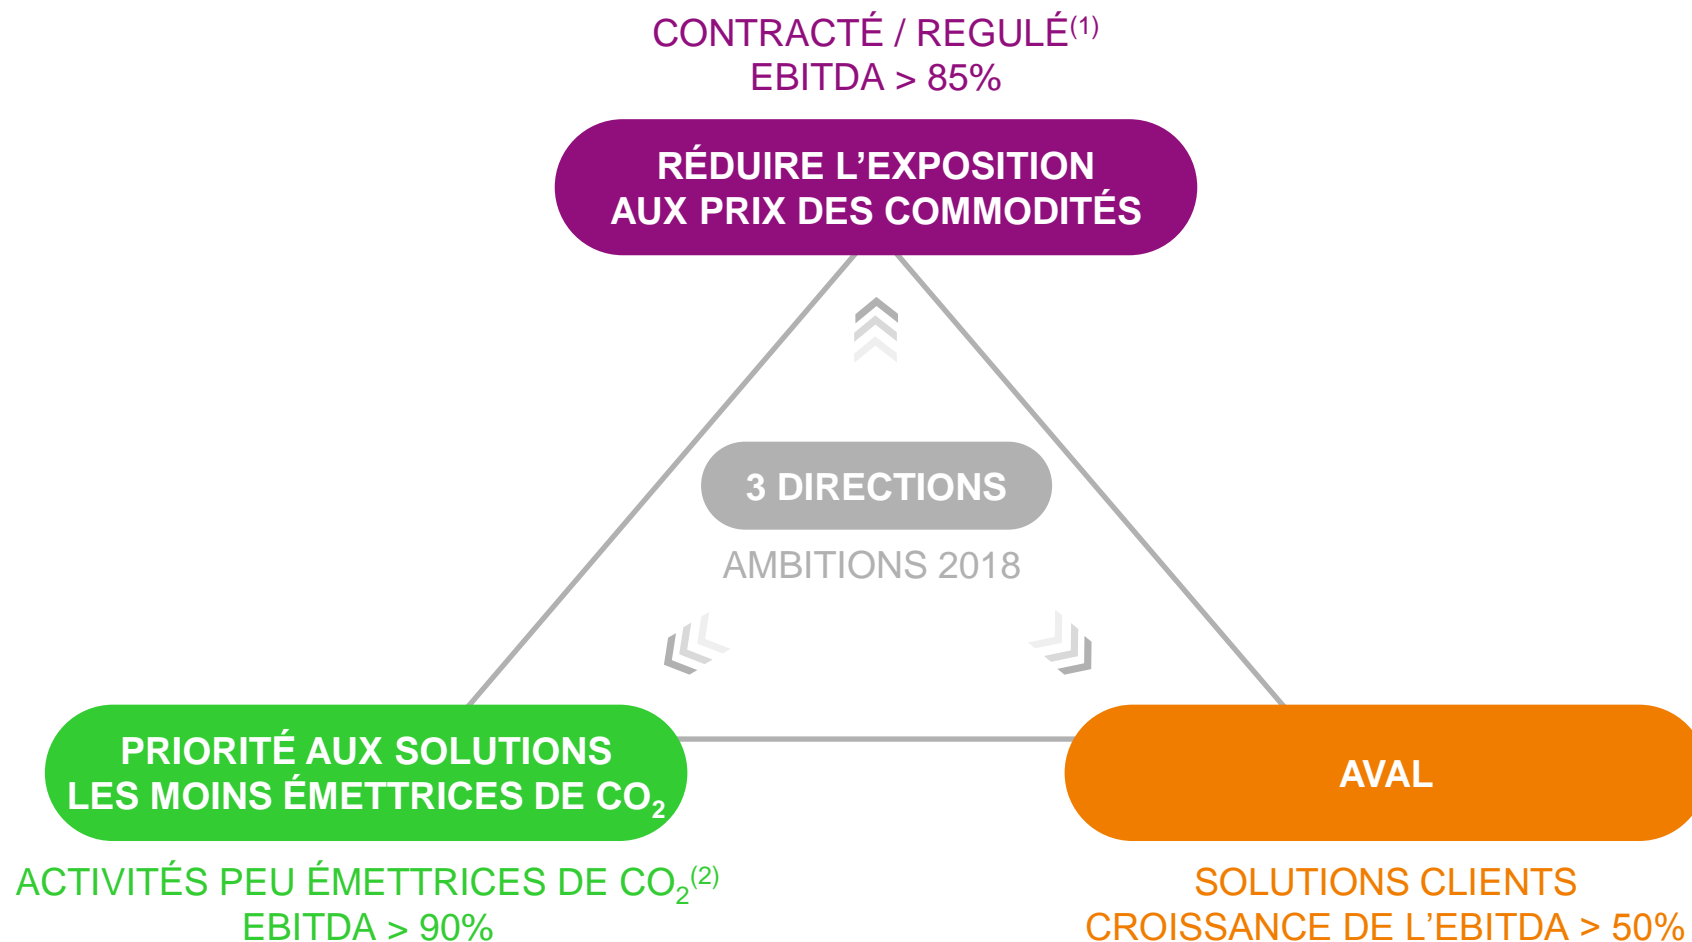 CONTRACTÉ / REGULÉ(1)
EBITDA > 85%
RÉDUIRE L’EXPOSITION
AUX PRIX DES COMMODITÉS
3 DIRECTIONS
AMBITIONS 2018
PRIORITÉ AUX SOLUTIONS
LES MOINS ÉMETTRICES DE CO2
ACTIVITÉS PEU ÉMETTRICES DE CO2(2)
EBITDA > 90%
AVAL
SOLUTIONS CLIENTS
CROISSANCE DE L’EBITDA > 50%